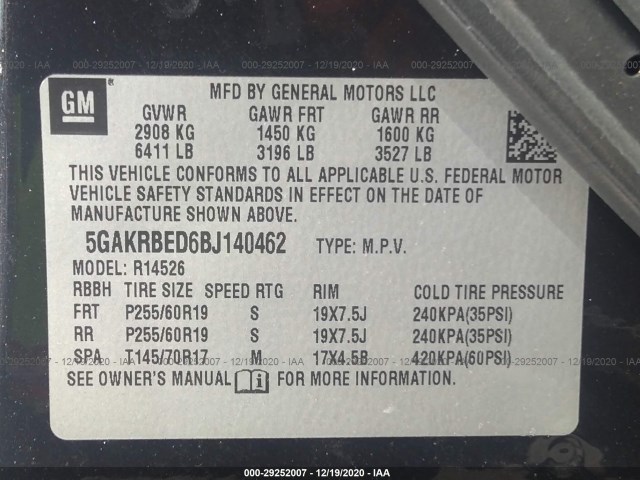 000-29252007 - 12/19/2020 - IAA
GM
MFD BY GENERAL MOTORS LLC
GVWR GAWR FRT GAWR RR
2908 KG 1450 KG 1600 KG
6411 LB 3196 LB 3527 LB
THIS VEHICLE CONFORMS TO ALL APPLICABLE U.S. FEDERAL MOTOR
VEHICLE SAFETY STANDARDS IN EFFECT ON THE DATE OF
MANUFACTURE SHOWN ABOVE.
5GAKRBED6BJ140462 TYPE: M.P.V.
MODEL: R14526
RBBH TIRE SIZE SPEED RTG RIM COLD TIRE PRESSURE
FRT P255/60R19 S 19X7.5J 240KPA(35PSI)
RR P255/60R19 S 19X7.5J 240KPA(35PSI)
SPA T145/70R17 M 17X4.5B 420KPA(60PSI)
SEE OWNER'S MANUAL FOR MORE INFORMATION.
000-29252007 - 12/19/2020 - IAA